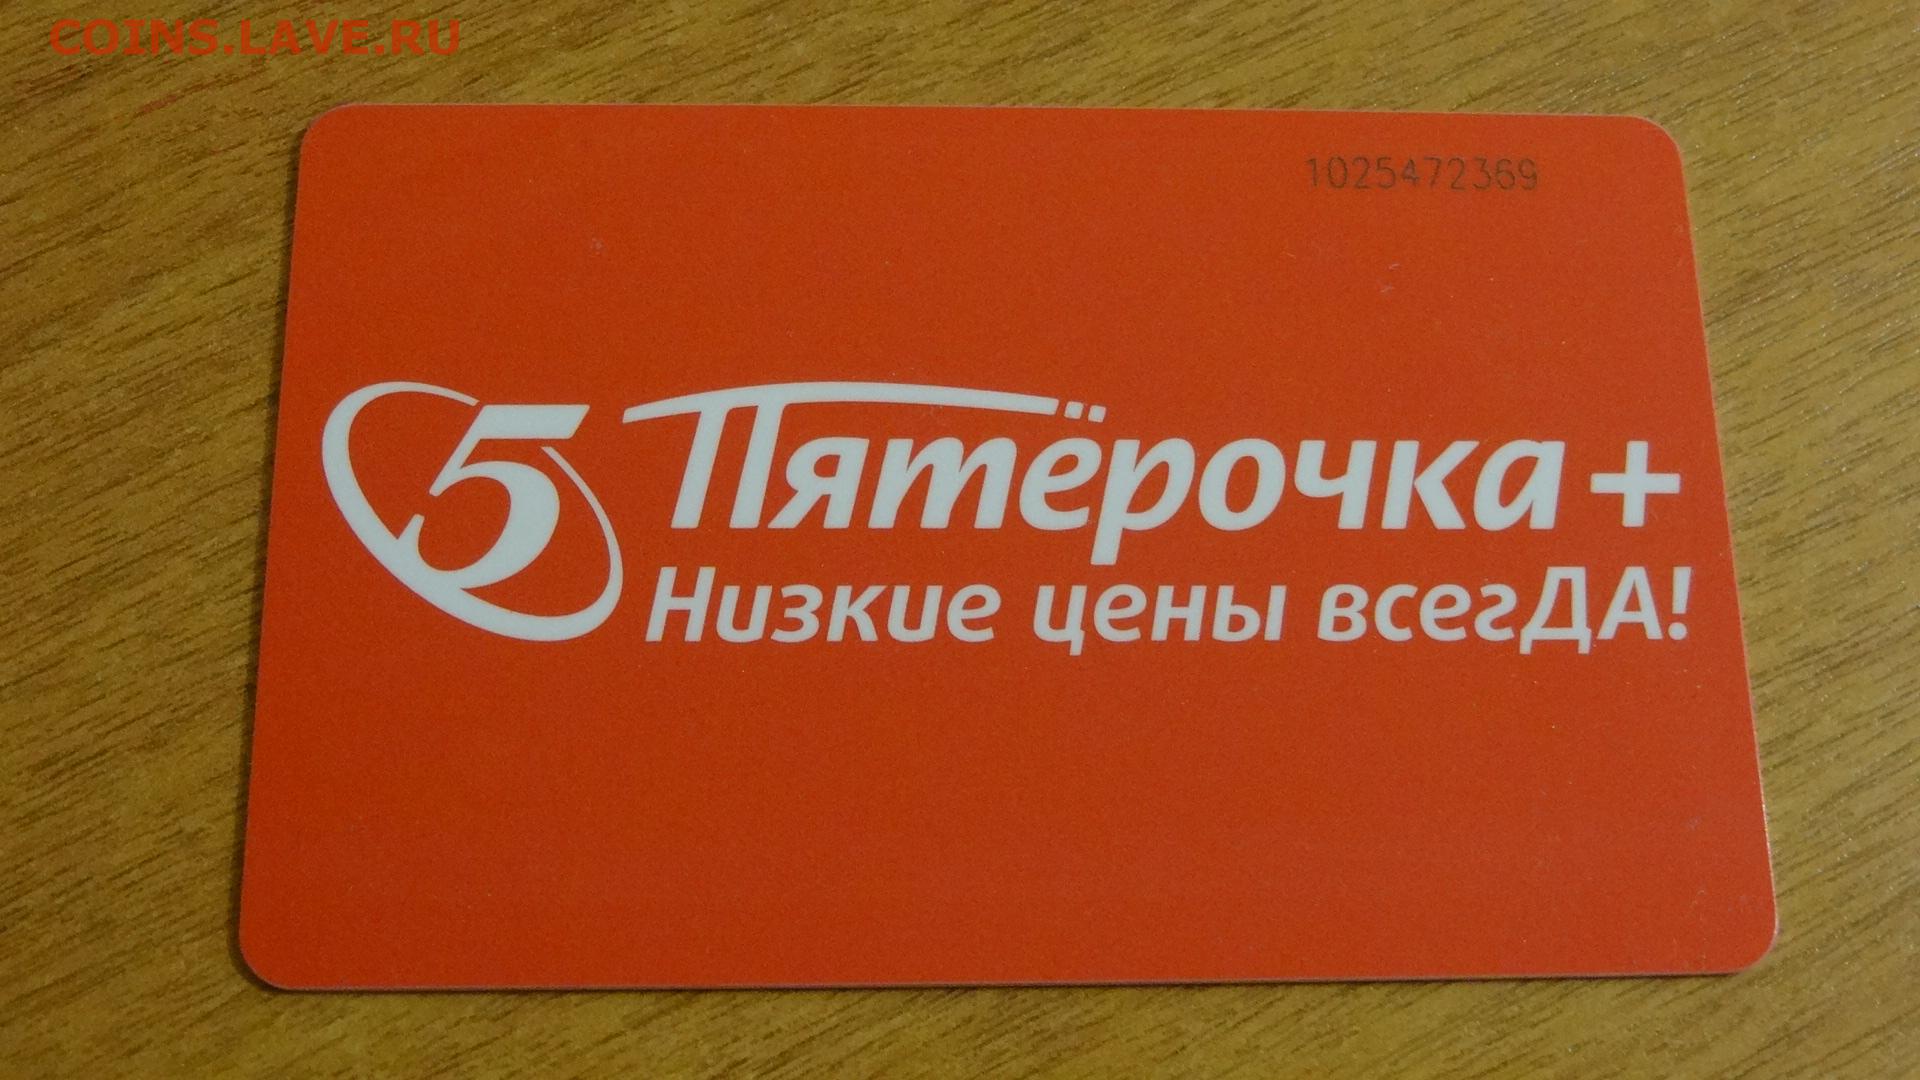 COINS.LAVE.RU
1025472369
5 Пятёрочка+
Низкие цены всегДА!